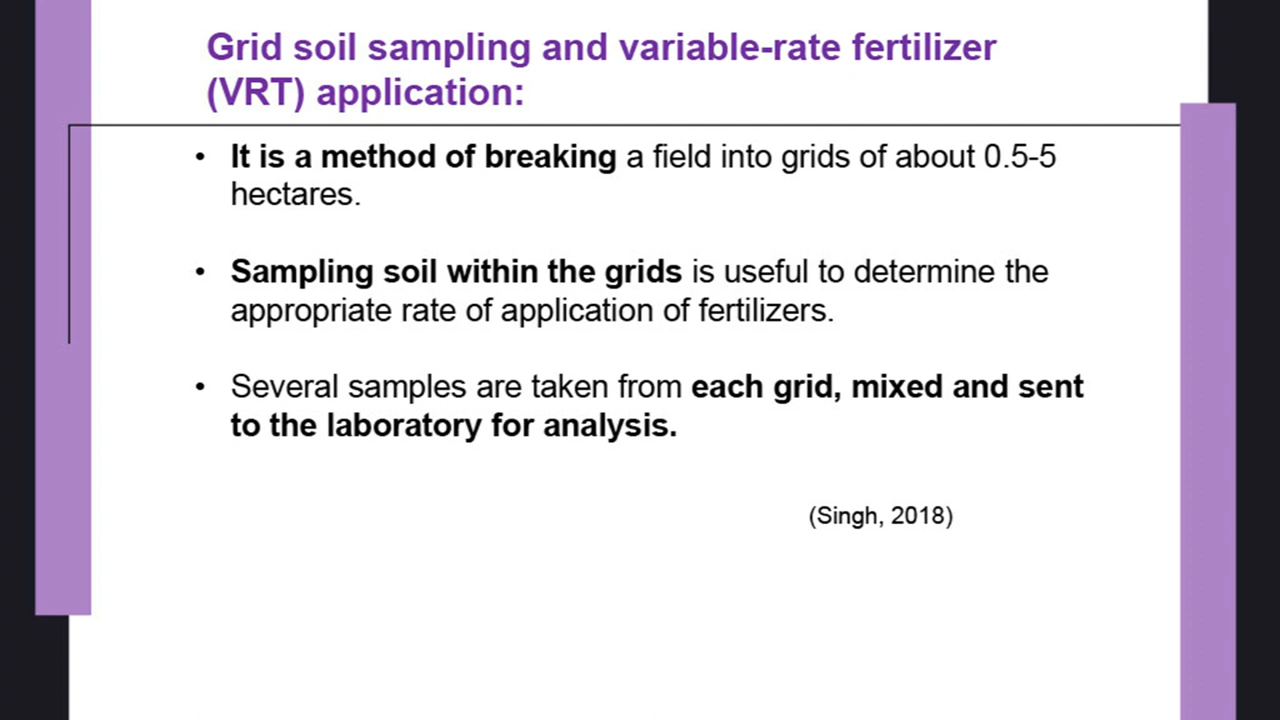 Grid soil sampling and variable-rate fertilizer
(VRT) application:
• It is a method of breaking a field into grids of about 0.5-5
hectares.
• Sampling soil within the grids is useful to determine the
appropriate rate of application of fertilizers.
• Several samples are taken from each grid, mixed and sent
to the laboratory for analysis.
(Singh, 2018)